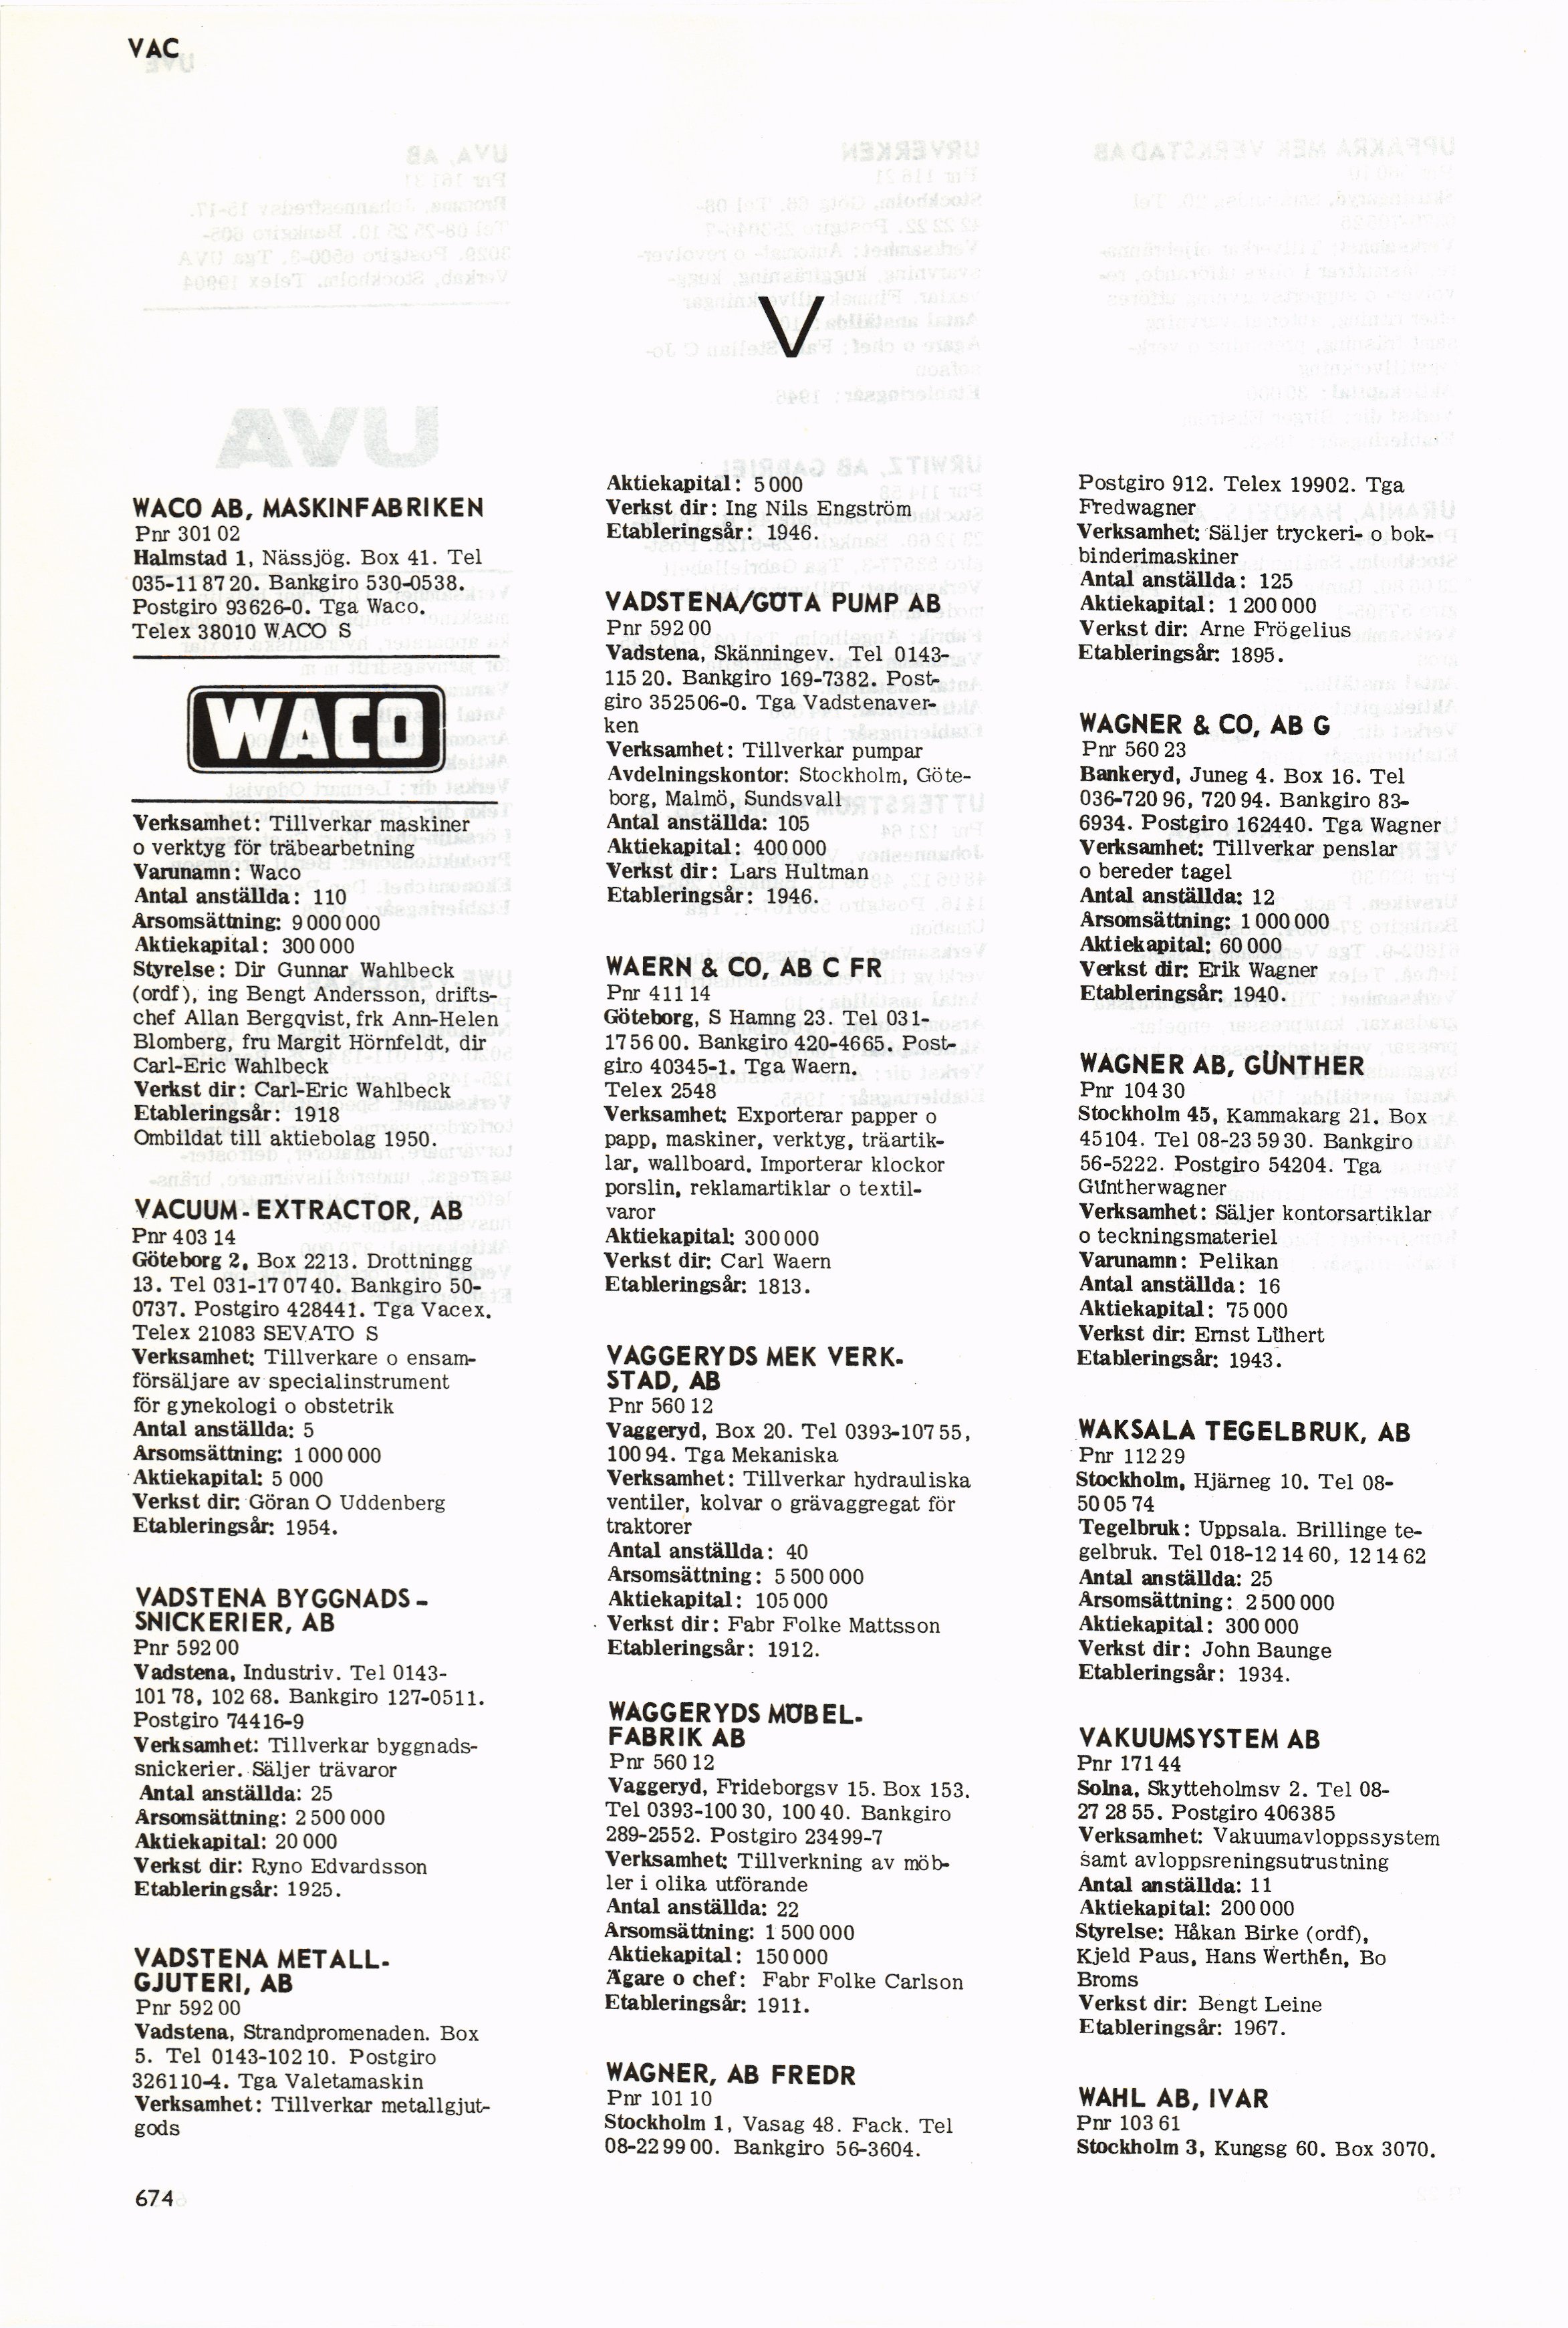 VAC
V
WACO AB, MASKINFABRIKEN
Pnr 301 02
Halmstad 1, Nässjög. Box 41. Tel
035-11 87 20. Bankgiro 530-0538.
Postgiro 93626-0. Tga Waco.
Telex 38010 WACO S
WACO
Verksamhet: Tillverkar maskiner
o verktyg för träbearbetning
Varunamn: Waco
Antal anställda: 110
Årsomsättning: 9 000 000
Aktiekapital: 300 000
Styrelse: Dir Gunnar Wahlbeck
(ordf), ing Bengt Andersson, drifts-
chef Allan Bergqvist, frk Ann-Helen
Blomberg, fru Margit Hörnfeldt, dir
Carl-Eric Wahlbeck
Verkst dir: Carl-Eric Wahlbeck
Etableringsår: 1918
Ombildat till aktiebolag 1950.
VACUUM-EXTRACTOR, AB
Pnr 403 14
Göteborg 2, Box 2213. Drottningg
13. Tel 031-17 07 40. Bankgiro 50-
0737. Postgiro 428441. Tga Vacex.
Telex 21083 SEVATO S
Verksamhet: Tillverkare o ensam-
försäljare av specialinstrument
för gynekologi o obstetrik
Antal anställda: 5
Årsomsättning: 1 000 000
Aktiekapital: 5 000
Verkst dir: Göran O Uddenberg
Etableringsår: 1954.
VADSTENA BYGGNADS-
SNICKERIER, AB
Pnr 592 00
Vadstena, Industriv. Tel 0143-
101 78, 102 68. Bankgiro 127-0511.
Postgiro 74416-9
Verksamhet: Tillverkar byggnads-
snickerier. Säljer trävaror
Antal anställda: 25
Årsomsättning: 2 500 000
Aktiekapital: 20 000
Verkst dir: Ryno Edvardsson
Etableringsår: 1925.
VADSTENA METALL-
GJUTERI, AB
Pnr 592 00
Vadstena, Strandpromenaden. Box
5. Tel 0143-102 10. Postgiro
326110-4. Tga Valetamaskin
Verksamhet: Tillverkar metallgjut-
gods
Aktiekapital: 5 000
Verkst dir: Ing Nils Engström
Etableringsår: 1946.
VADSTENA/GÖTA PUMP AB
Pnr 592 00
Vadstena, Skänningev. Tel 0143-
115 20. Bankgiro 169-7382. Post-
giro 352506-0. Tga Vadstenaver-
ken
Verksamhet: Tillverkar pumpar
Avdelningskontor: Stockholm, Göte-
borg, Malmö, Sundsvall
Antal anställda: 105
Aktiekapital: 400 000
Verkst dir: Lars Hultman
Etableringsår: 1946.
WAERN & CO, AB C FR
Pnr 411 14
Göteborg, S Hamng 23. Tel 031-
17 56 00. Bankgiro 420-4665. Post-
giro 40345-1. Tga Waern.
Telex 2548
Verksamhet: Exporterar papper o
papp, maskiner, verktyg, träartik-
lar, wallboard. Importerar klockor
porslin, reklamartiklar o textil-
varor
Aktiekapital: 300 000
Verkst dir: Carl Waern
Etableringsår: 1813.
VAGGERYDS MEK VERK-
STAD, AB
Pnr 560 12
Vaggeryd, Box 20. Tel 0393-107 55,
100 94. Tga Mekaniska
Verksamhet: Tillverkar hydrauliska
ventiler, kolvar o grävaggregat för
traktorer
Antal anställda: 40
Årsomsättning: 5 500 000
Aktiekapital: 105 000
Verkst dir: Fabr Folke Mattsson
Etableringsår: 1912.
WAGGERYDS MÖBEL-
FABRIK AB
Pnr 560 12
Vaggeryd, Frideborgsv 15. Box 153.
Tel 0393-100 30, 100 40. Bankgiro
289-2552. Postgiro 23499-7
Verksamhet: Tillverkning av möb-
ler i olika utförande
Antal anställda: 22
Årsomsättning: 1 500 000
Aktiekapital: 150 000
Ägare o chef: Fabr Folke Carlson
Etableringsår: 1911.
WAGNER, AB FREDR
Pnr 101 10
Stockholm 1, Vasag 48. Fack. Tel
08-22 99 00. Bankgiro 56-3604.
Postgiro 912. Telex 19902. Tga
Fredwagner
Verksamhet: Säljer tryckeri- o bok-
binderimaskiner
Antal anställda: 125
Aktiekapital: 1 200 000
Verkst dir: Arne Frögelius
Etableringsår: 1895.
WAGNER & CO, AB G
Pnr 560 23
Bankeryd, Juneg 4. Box 16. Tel
036-720 96, 720 94. Bankgiro 83-
6934. Postgiro 162440. Tga Wagner
Verksamhet: Tillverkar penslar
o bereder tagel
Antal anställda: 12
Årsomsättning: 1 000 000
Aktiekapital: 60 000
Verkst dir: Erik Wagner
Etableringsår: 1940.
WAGNER AB, GÜNTHER
Pnr 104 30
Stockholm 45, Kammakarg 21. Box
45104. Tel 08-23 59 30. Bankgiro
56-5222. Postgiro 54204. Tga
Güntherwagner
Verksamhet: Säljer kontorsartiklar
o teckningsmateriel
Varunamn: Pelikan
Antal anställda: 16
Aktiekapital: 75 000
Verkst dir: Ernst Lühert
Etableringsår: 1943.
WAKSALA TEGELBRUK, AB
Pnr 112 29
Stockholm, Hjärneg 10. Tel 08-
50 05 74
Tegelbruk: Uppsala. Brillinge te-
gelbruk. Tel 018-12 14 60, 12 14 62
Antal anställda: 25
Årsomsättning: 2 500 000
Aktiekapital: 300 000
Verkst dir: John Baunge
Etableringsår: 1934.
VAKUUMSYSTEM AB
Pnr 171 44
Solna, Skytteholmsv 2. Tel 08-
27 28 55. Postgiro 406385
Verksamhet: Vakuumavloppssystem
samt avloppsreningsutrustning
Antal anställda: 11
Aktiekapital: 200 000
Styrelse: Håkan Birke (ordf),
Kjeld Paus, Hans Werthén, Bo
Broms
Verkst dir: Bengt Leine
Etableringsår: 1967.
WAHL AB, IVAR
Pnr 103 61
Stockholm 3, Kungsg 60. Box 3070.
674